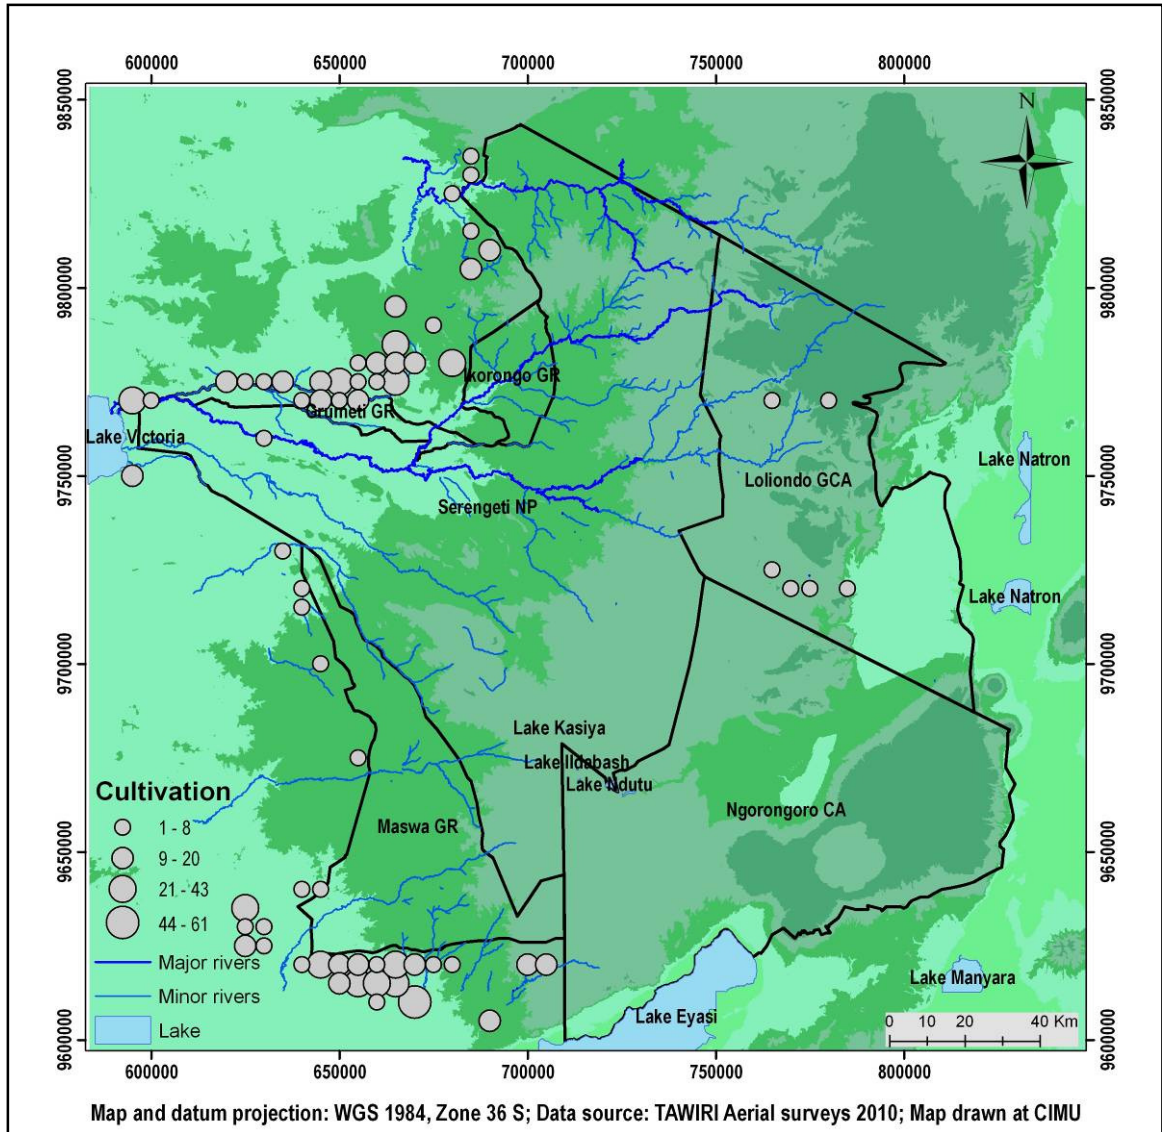 600000 650000 700000 750000 800000
9850000 9850000
N
9800000 9800000
Ikorongo GR
Grumeti GR
Lake Victoria
Lake Natron
9750000 9750000
Loliondo GCA
Serengeti NP
Lake Natron
9700000 9700000
Lake Kasiya
Lake Ildabash
Lake Ndutu
Cultivation
Ngorongoro CA
1 - 8
Maswa GR
9 - 20
9650000 9650000
21 - 43
44 - 61
Major rivers
Lake Manyara
Minor rivers
Lake Eyasi
0 10 20 40 Km
Lake
9600000 9600000
600000 650000 700000 750000 800000
Map and datum projection: WGS 1984, Zone 36 S; Data source: TAWIRI Aerial surveys 2010; Map drawn at CIMU